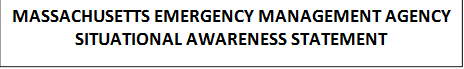 MASSACHUSETTS EMERGENCY MANAGEMENT AGENCY
SITUATIONAL AWARENESS STATEMENT